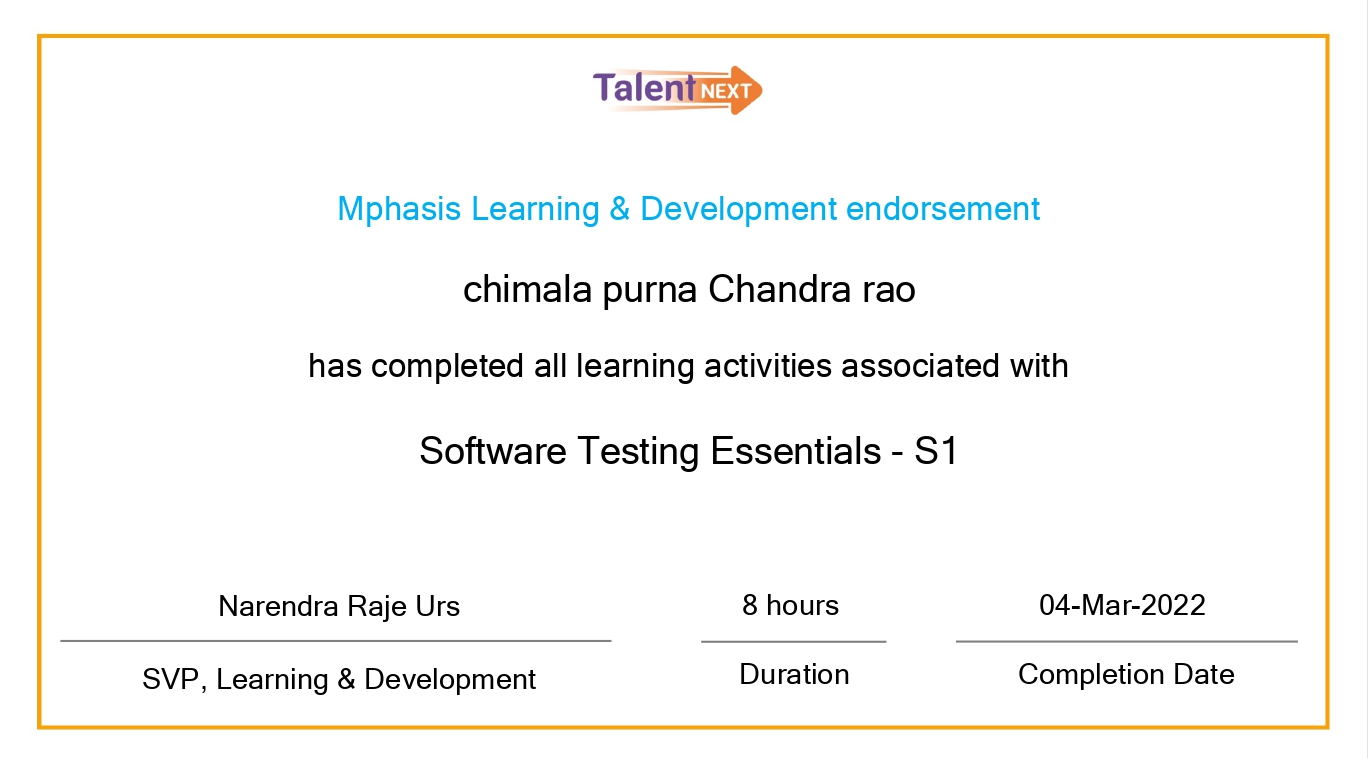 Talent NEXT
Mphasis Learning & Development endorsement
chimala purna Chandra rao
has completed all learning activities associated with
Software Testing Essentials - S1
Narendra Raje Urs
SVP, Learning & Development
8 hours
Duration
04-Mar-2022
Completion Date